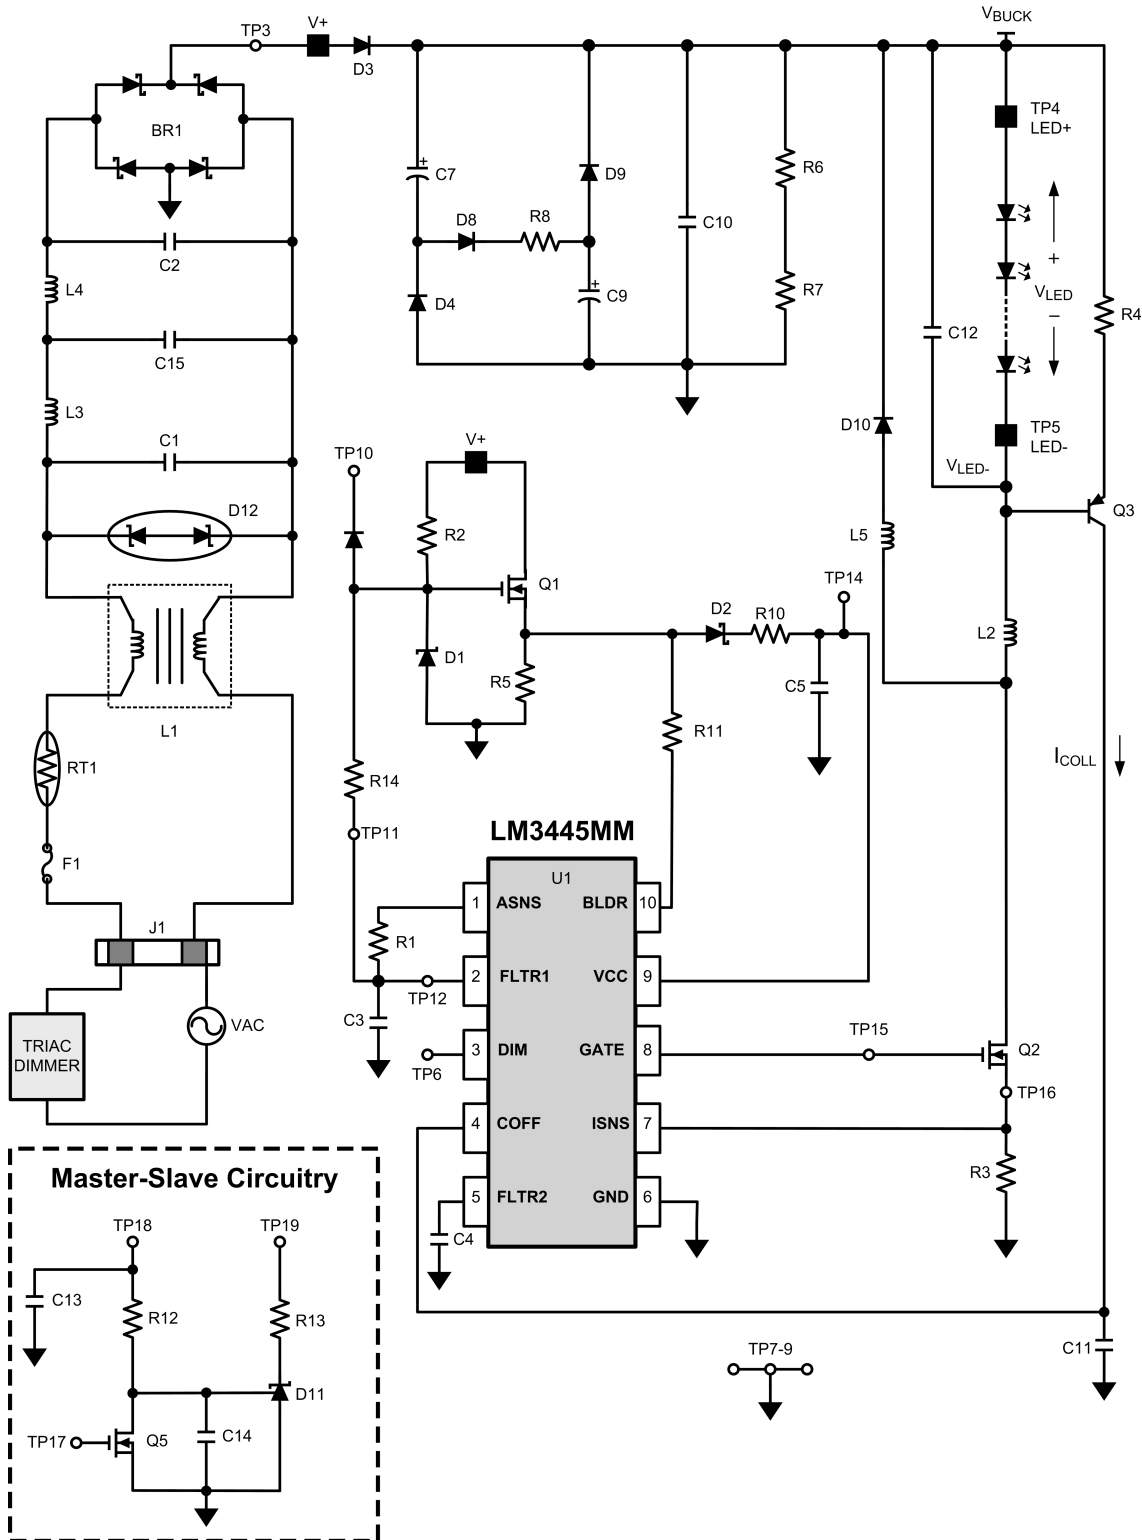 TP3
V+
D3
VBUCK
BR1
C7
D9
R6
TP4
LED+
D8
R8
C10
C2
L4
D4
C9
R7
+
VLED
–
R4
C12
C15
L3
C1
D10
TP5
LED-
VLED-
Q3
D12
TP10
V+
R2
L5
Q1
TP14
D2
R10
L2
D1
R5
C5
L1
R11
RT1
R14
ICOLL
TP11
LM3445MM
F1
U1
J1
1
ASNS
BLDR
10
R1
2
FLTR1
VCC
9
TP12
C3
VAC
TRIAC
DIMMER
3
DIM
GATE
8
TP6
TP15
Q2
TP16
4
COFF
ISNS
7
R3
5
FLTR2
GND
6
C4
Master-Slave Circuitry
TP18
TP19
C13
R12
R13
D11
TP17
Q5
C14
TP7-9
C11
+
+